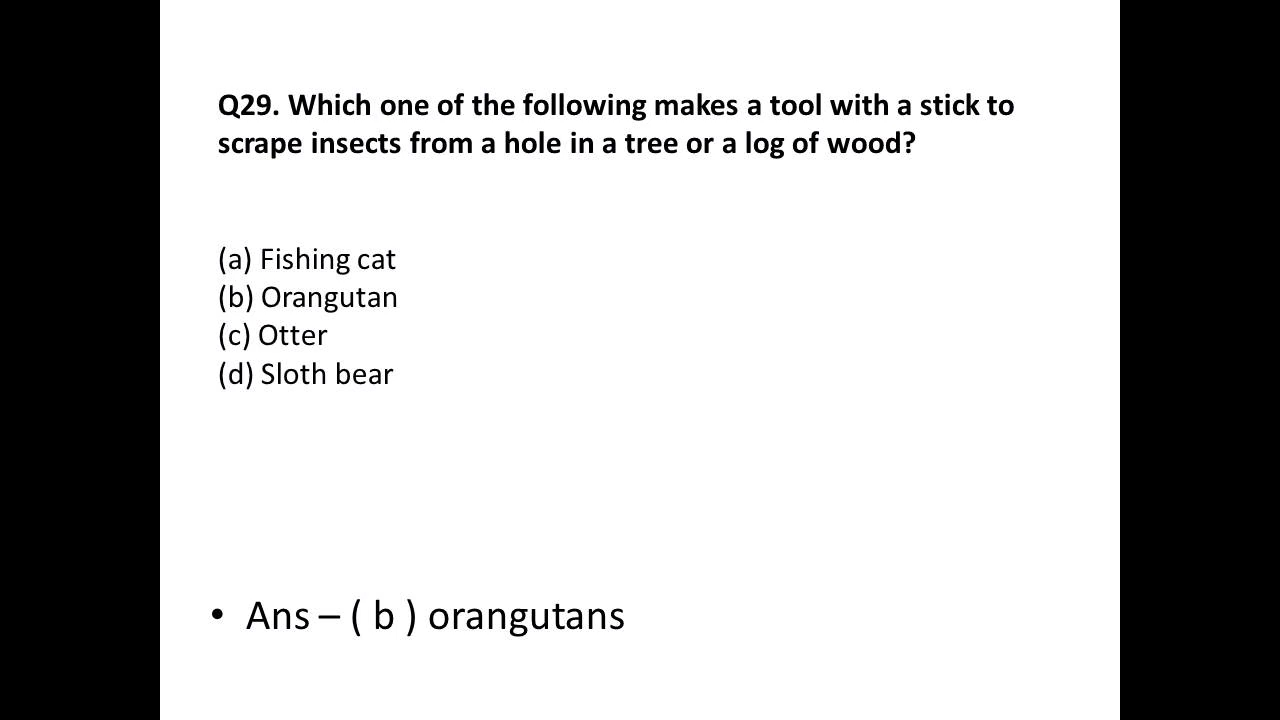 Q29. Which one of the following makes a tool with a stick to
scrape insects from a hole in a tree or a log of wood?
(a) Fishing cat
(b) Orangutan
(c) Otter
(d) Sloth bear
• Ans – ( b ) orangutans